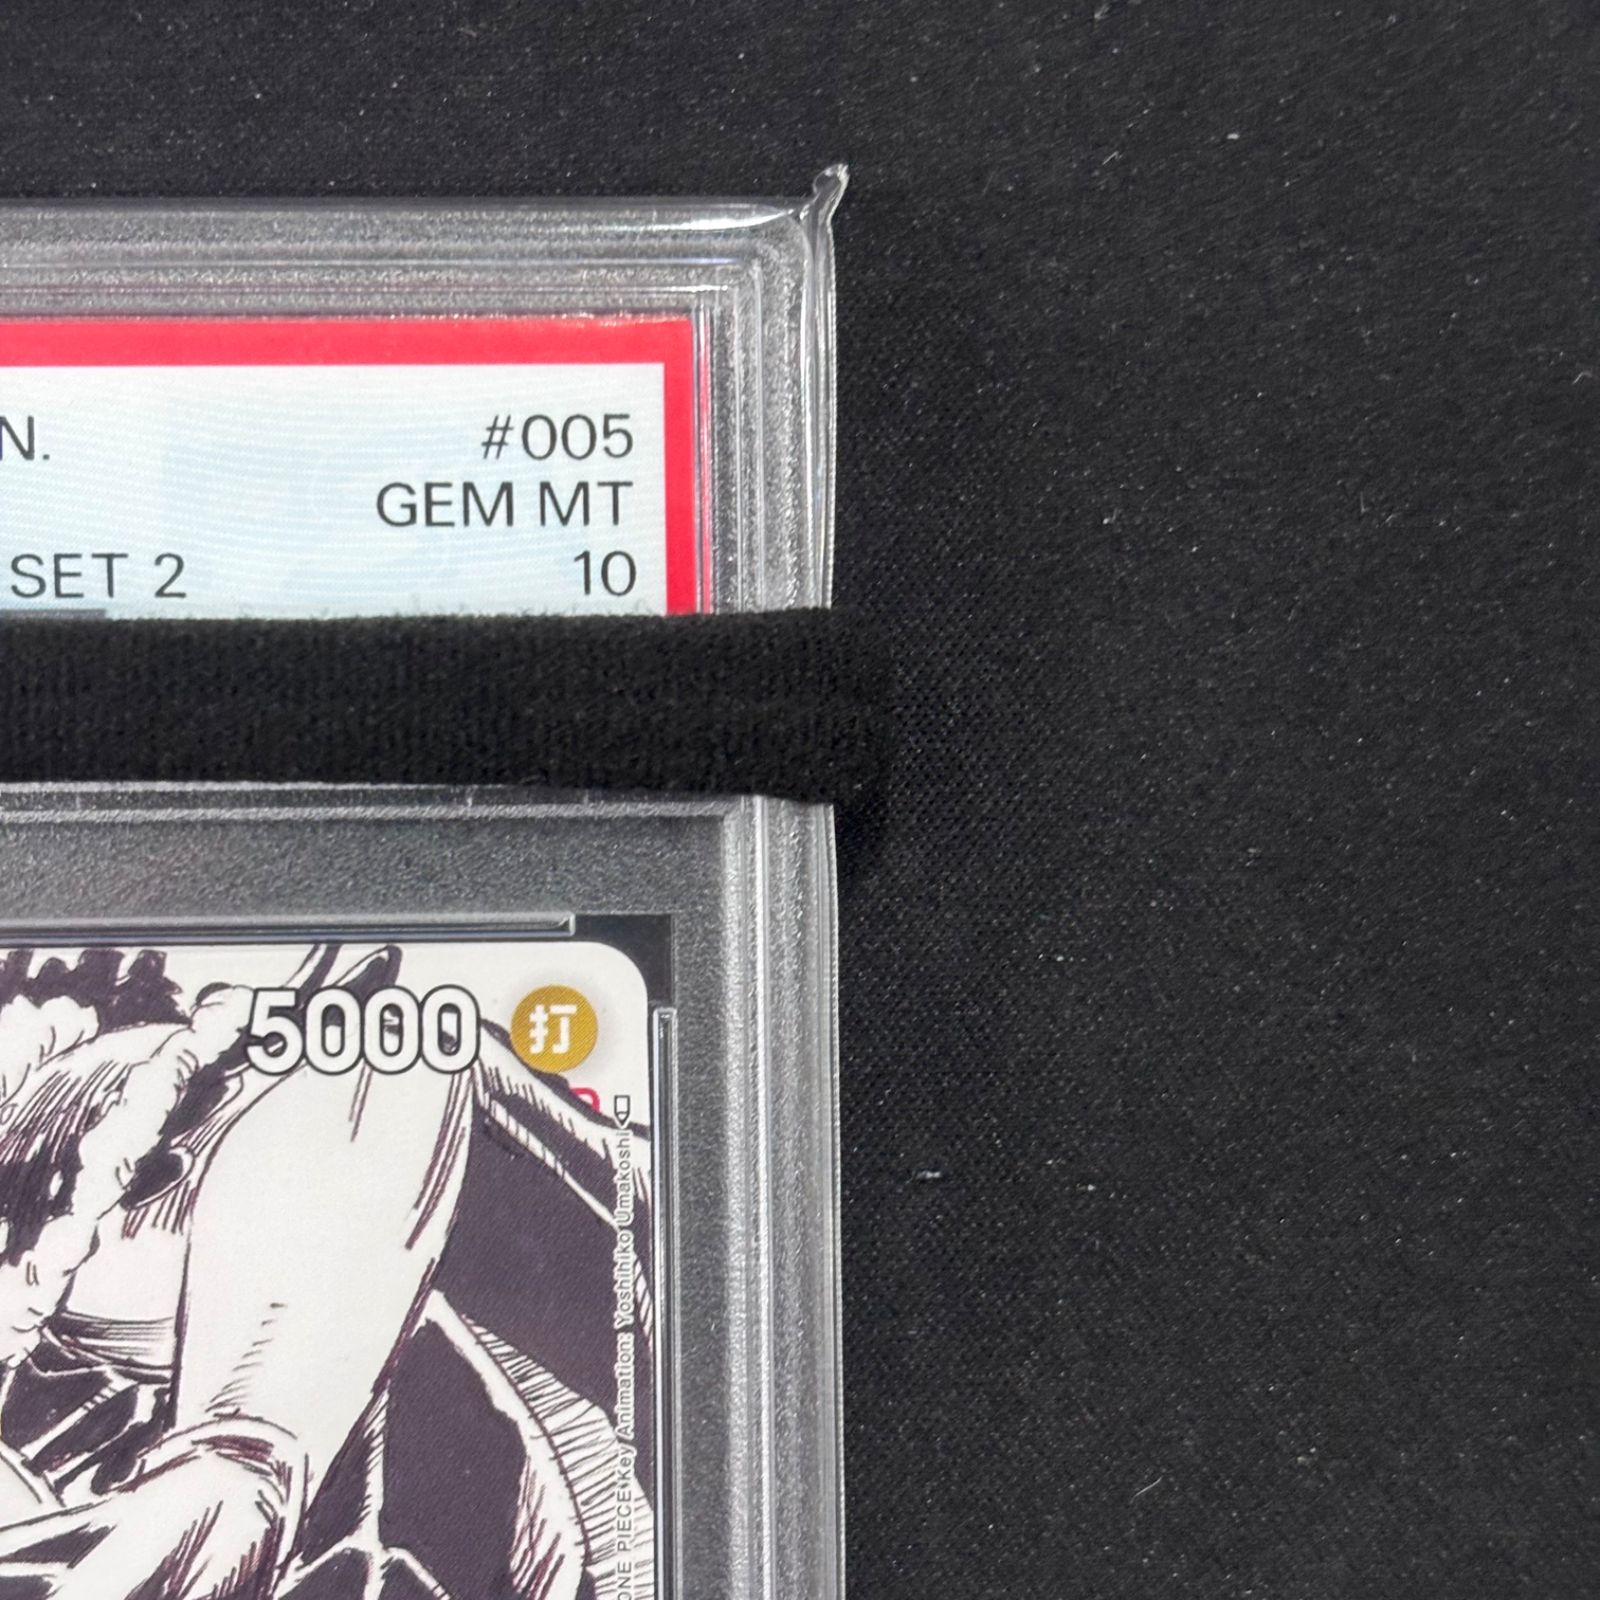 N. #005
GEM MT
SET 2 10
5000 打
ONE PIECE Key Animation: Yoshihiko Umakoshi